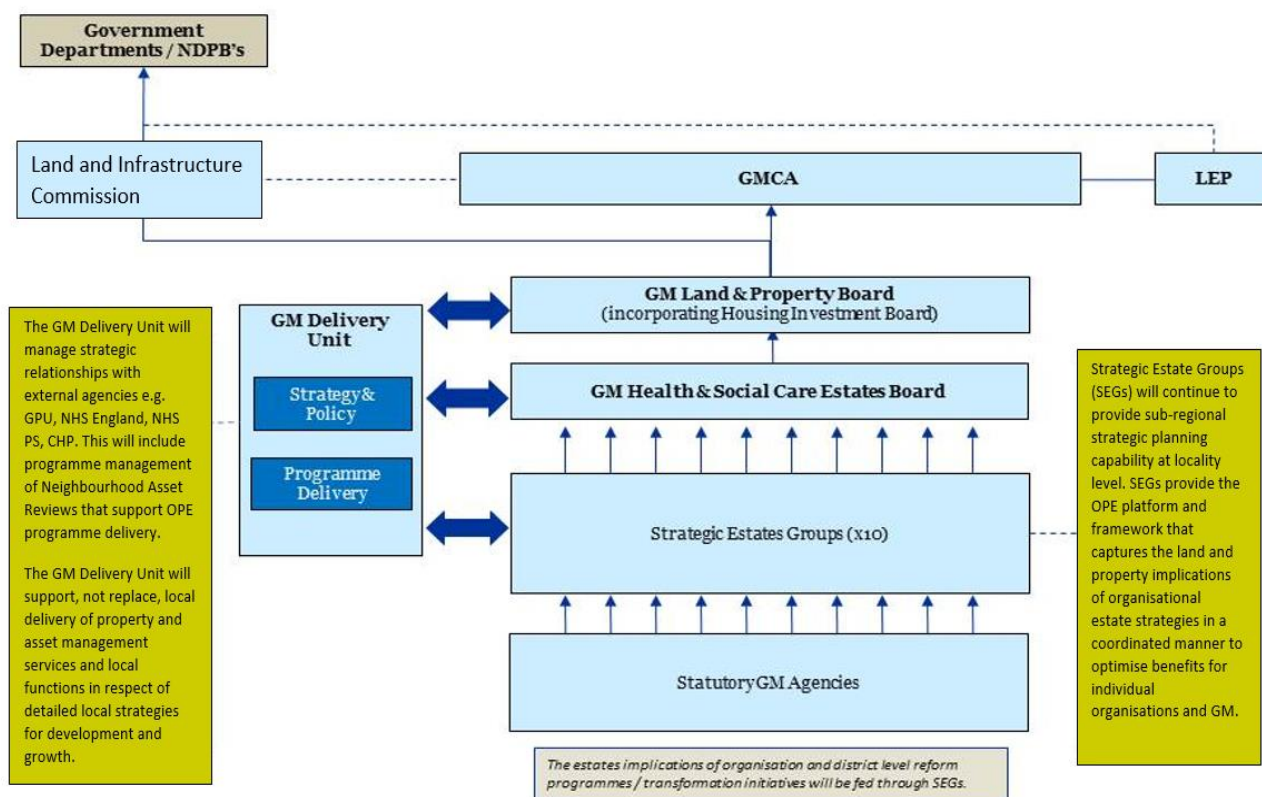 Government
Departments / NDPB's
Land and Infrastructure
Commission
GMCA
LEP
GM Land & Property Board
(incorporating Housing Investment Board)
GM Delivery
Unit
Strategy &
Policy
Programme
Delivery
GM Health & Social Care Estates Board
Strategic Estates Groups (x10)
Statutory GM Agencies
The GM Delivery Unit will
manage strategic
relationships with
external agencies e.g.
GPU, NHS England, NHS
PS, CHP. This will include
programme management
of Neighbourhood Asset
Reviews that support OPE
programme delivery.
The GM Delivery Unit will
support, not replace, local
delivery of property and
asset management
services and local
functions in respect of
detailed local strategies
for development and
growth.
Strategic Estate Groups
(SEGs) will continue to
provide sub-regional
strategic planning
capability at locality
level. SEGs provide the
OPE platform and
framework that
captures the land and
property implications
of organisational
estate strategies in a
coordinated manner to
optimise benefits for
individual
organisations and GM.
The estates implications of organisation and district level reform
programmes / transformation initiatives will be fed through SEGs.